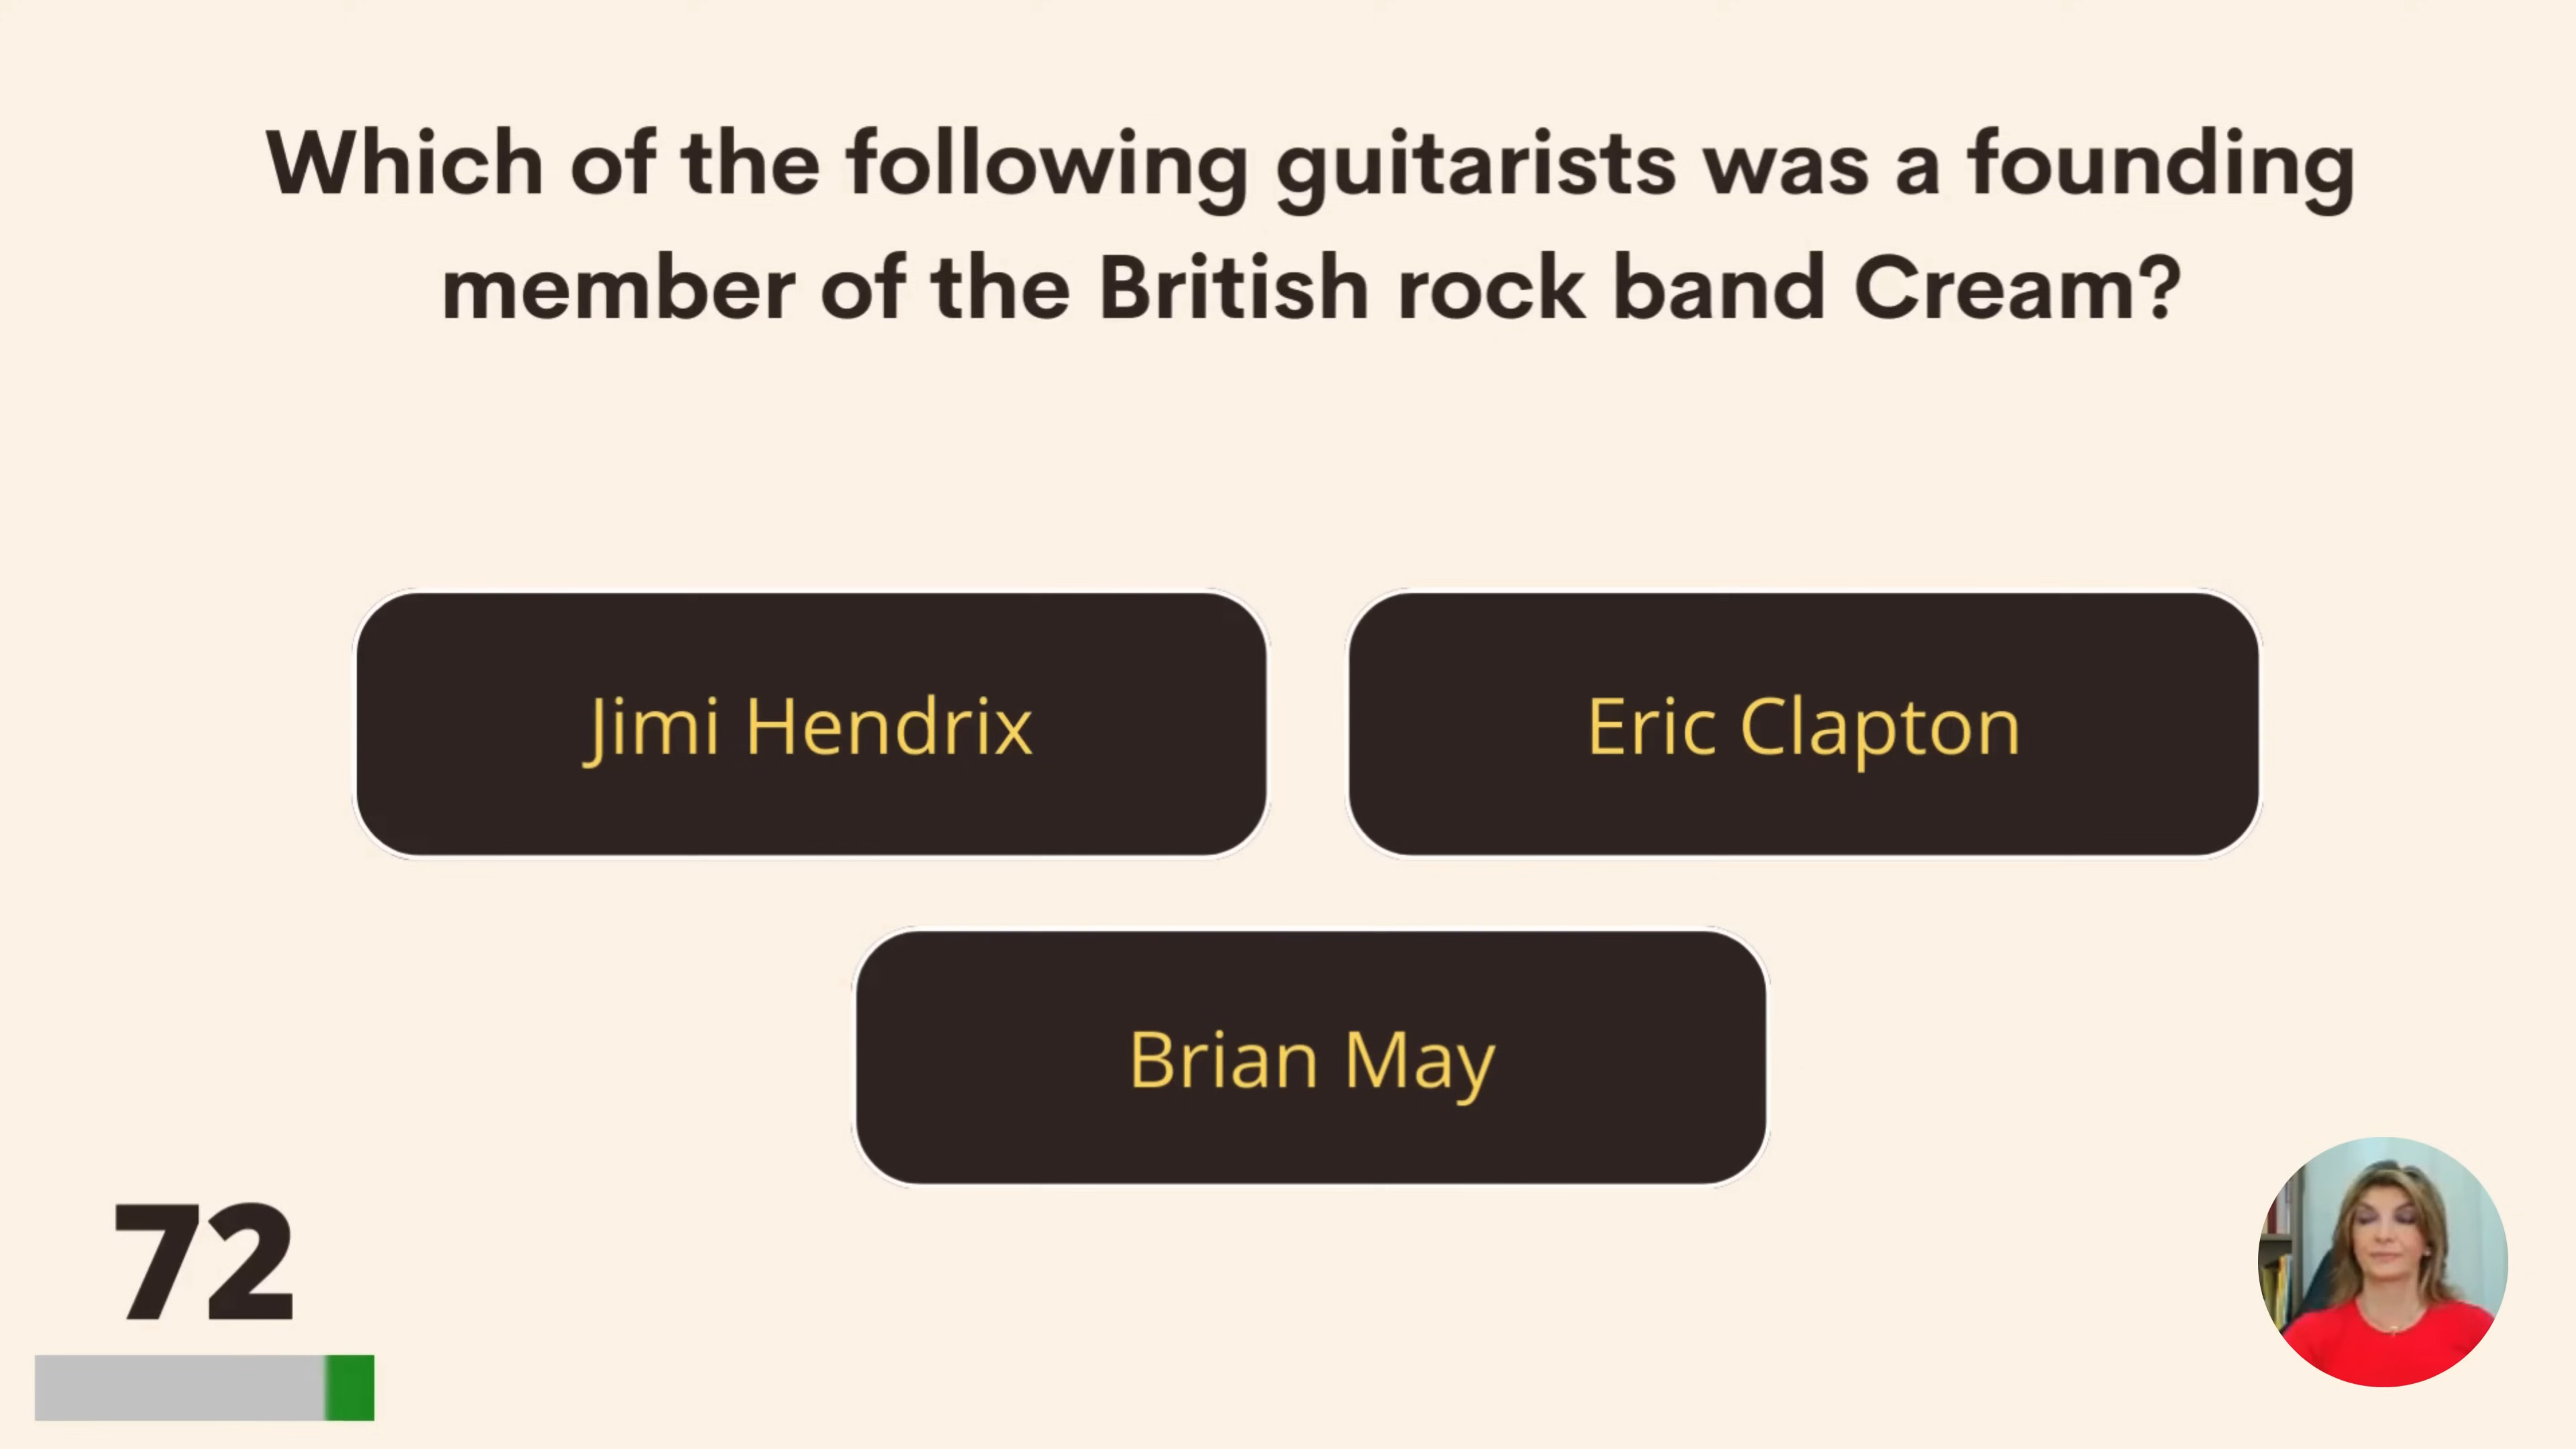 Which of the following guitarists was a founding
member of the British rock band Cream?
Jimi Hendrix
Eric Clapton
Brian May
72